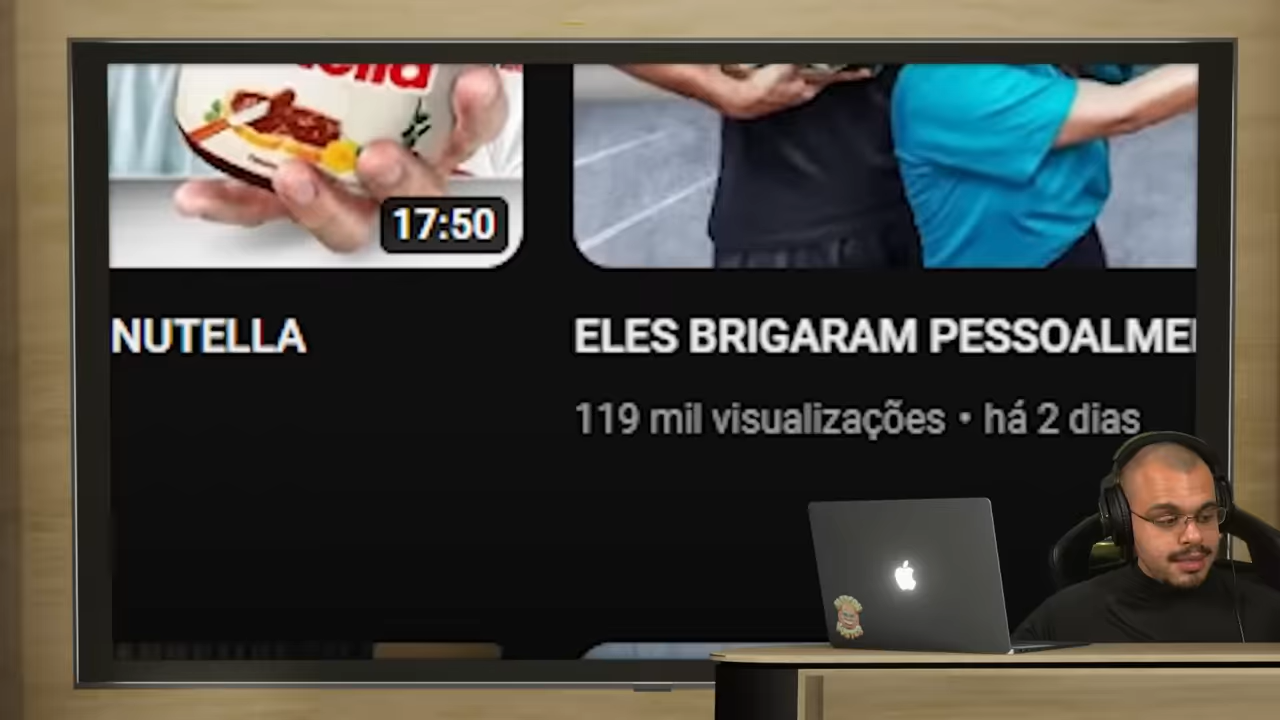 17:50
NUTELLA
ELES BRIGARAM PESSOALME
119 mil visualizações • há 2 dias